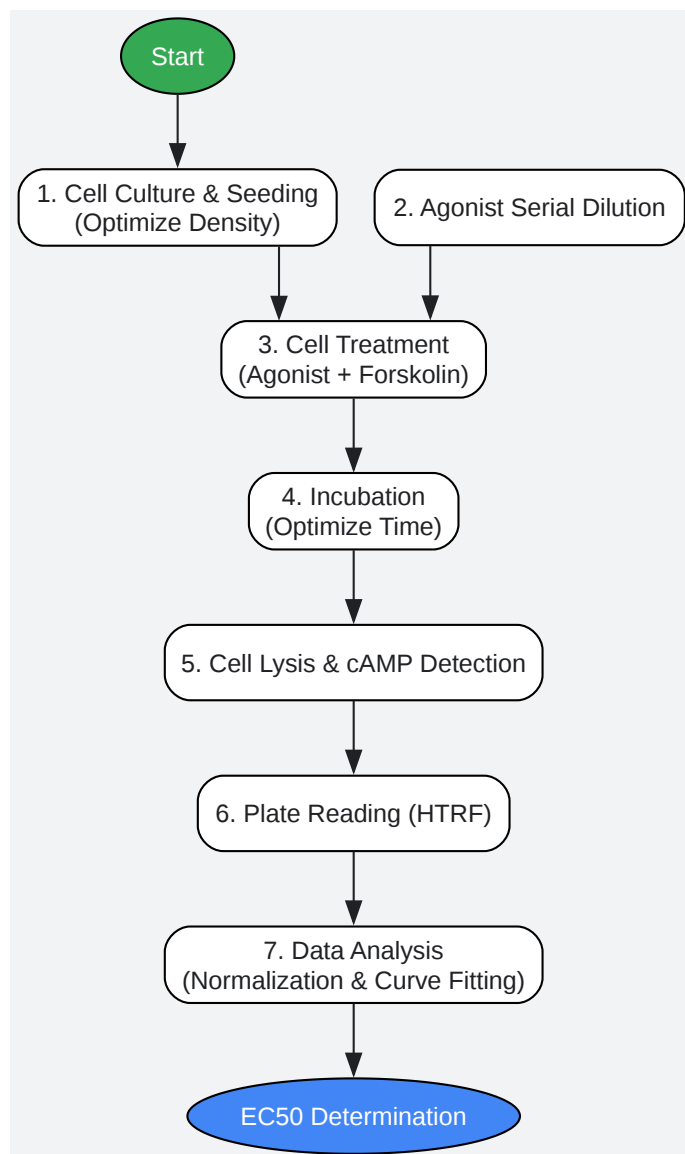 Start
1. Cell Culture & Seeding
(Optimize Density)
2. Agonist Serial Dilution
3. Cell Treatment
(Agonist + Forskolin)
4. Incubation
(Optimize Time)
5. Cell Lysis & cAMP Detection
6. Plate Reading (HTRF)
7. Data Analysis
(Normalization & Curve Fitting)
EC50 Determination